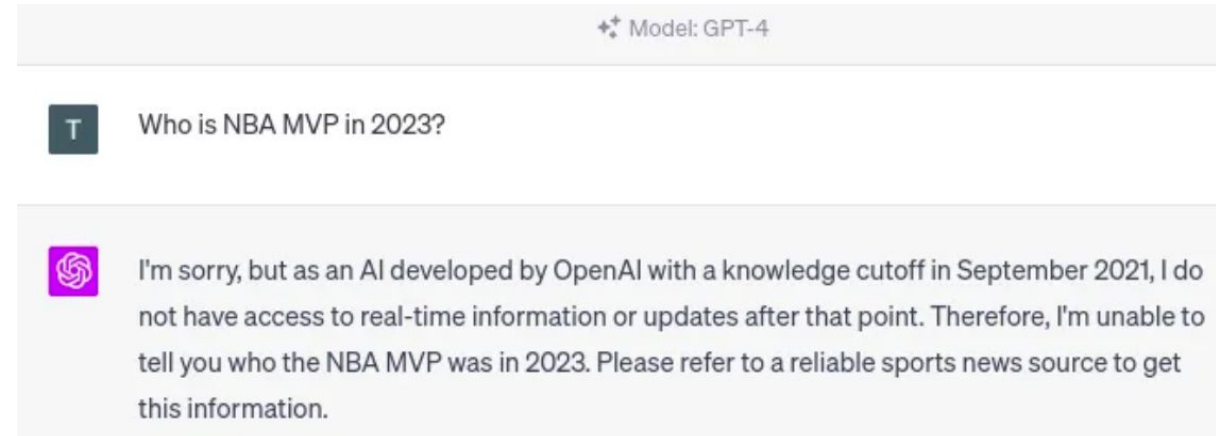 Model: GPT-4
T
Who is NBA MVP in 2023?
I'm sorry, but as an AI developed by OpenAI with a knowledge cutoff in September 2021, I do
not have access to real-time information or updates after that point. Therefore, I'm unable to
tell you who the NBA MVP was in 2023. Please refer to a reliable sports news source to get
this information.